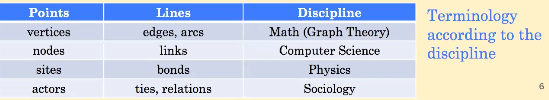 Points Lines Discipline
vertices edges, arcs Math (Graph Theory)
nodes links Computer Science
sites bonds Physics
actors ties, relations Sociology
Terminology
according to the
discipline
6